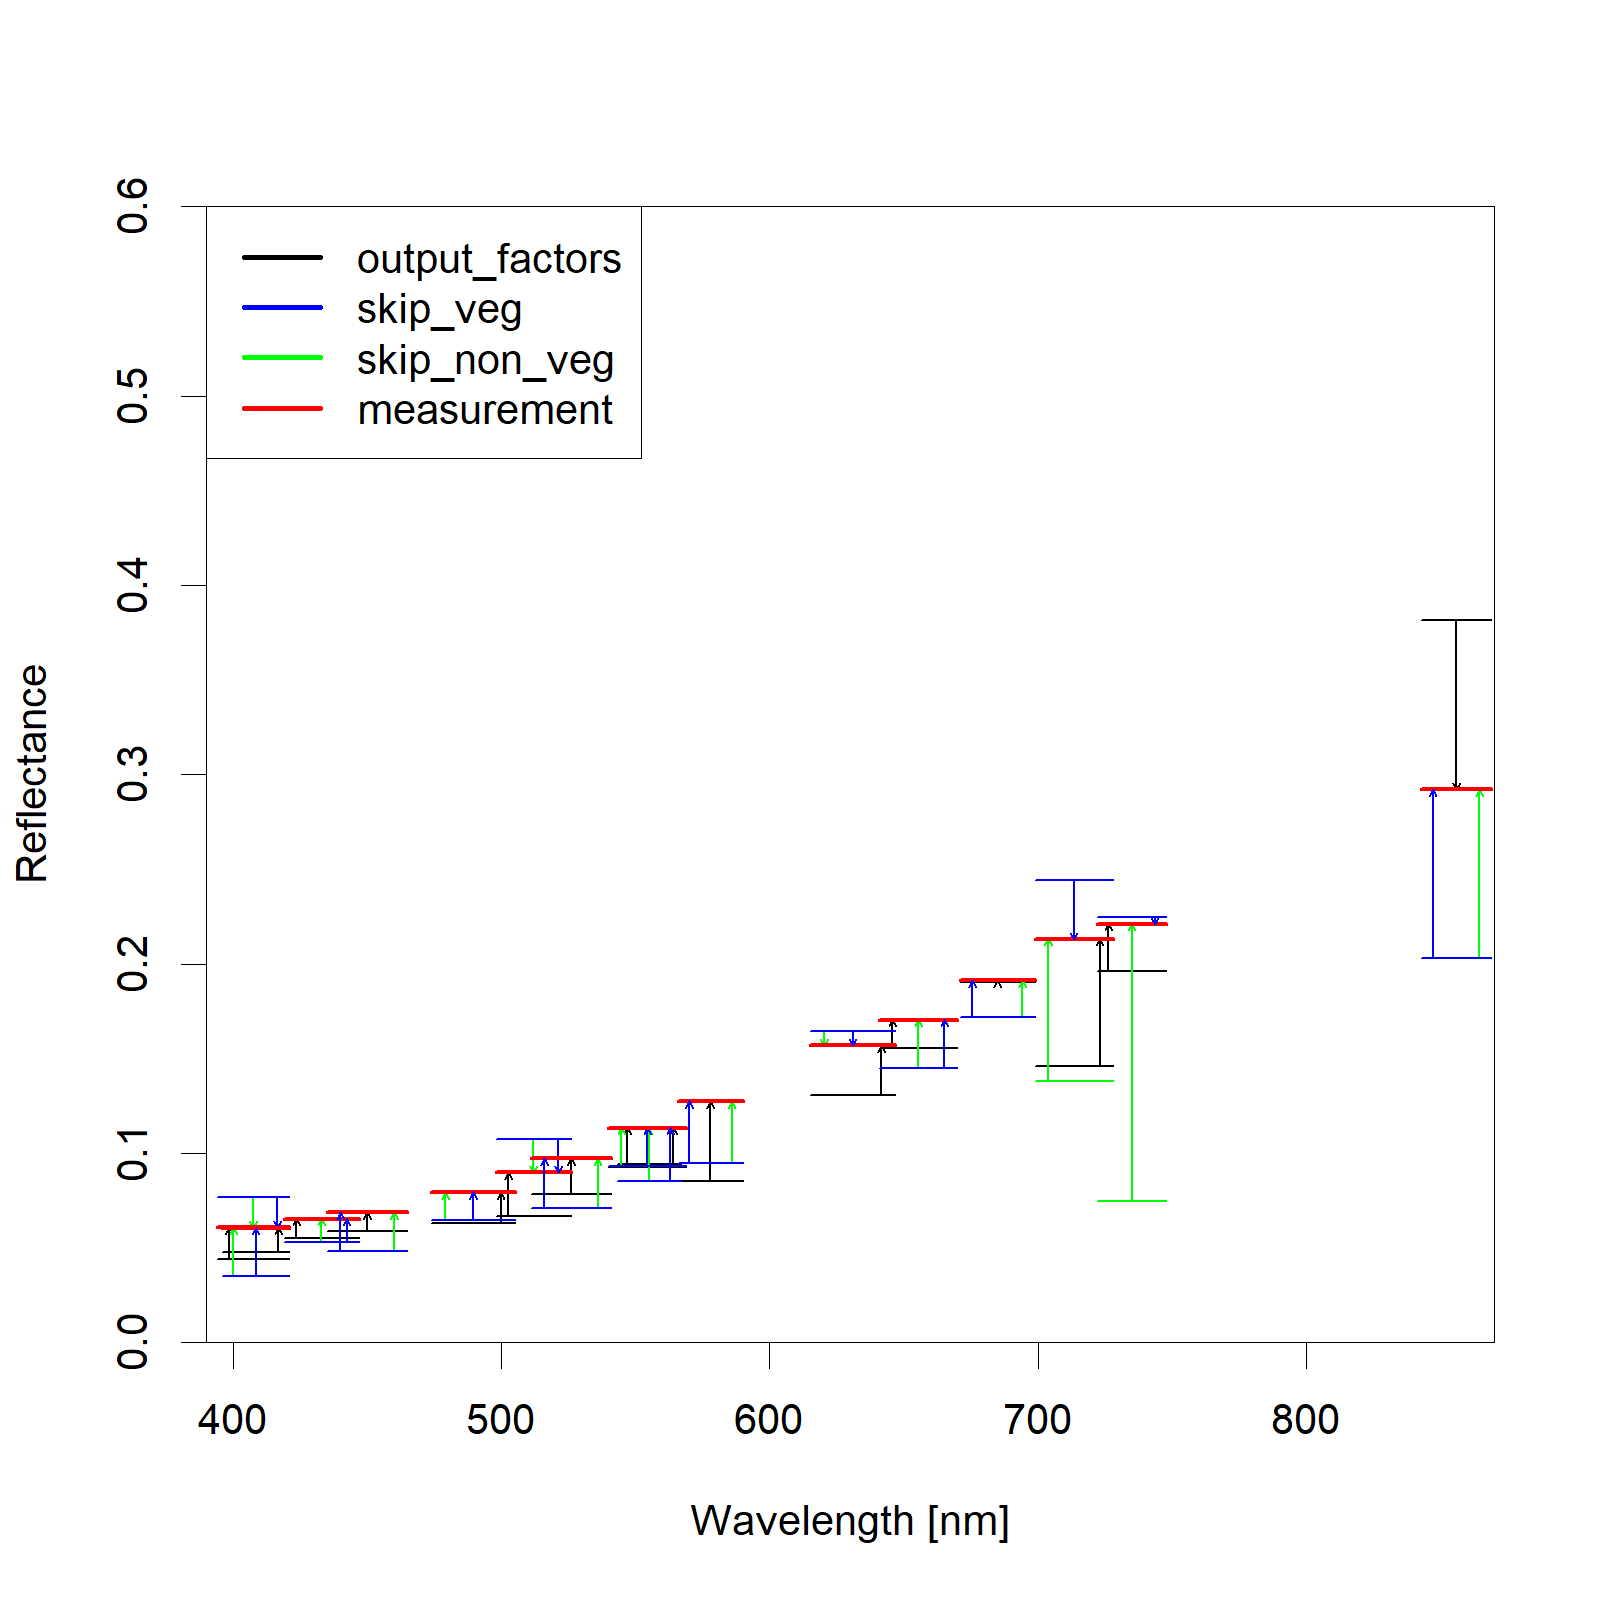 output_factors
skip_veg
skip_non_veg
measurement
Reflectance
0.6
0.5
0.4
0.3
0.2
0.1
0.0
400 500 600 700 800
Wavelength [nm]